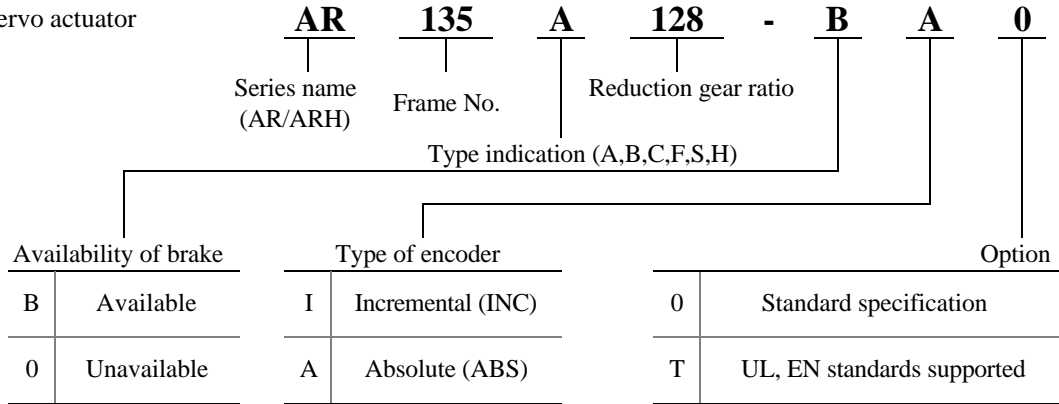 ervo actuator
AR 135 A 128 - B A 0
Series name
(AR/ARH)
Frame No.
Reduction gear ratio
Type indication (A,B,C,F,S,H)
Availability of brake
B Available
0 Unavailable
Type of encoder
I Incremental (INC)
A Absolute (ABS)
Option
0 Standard specification
T UL, EN standards supported